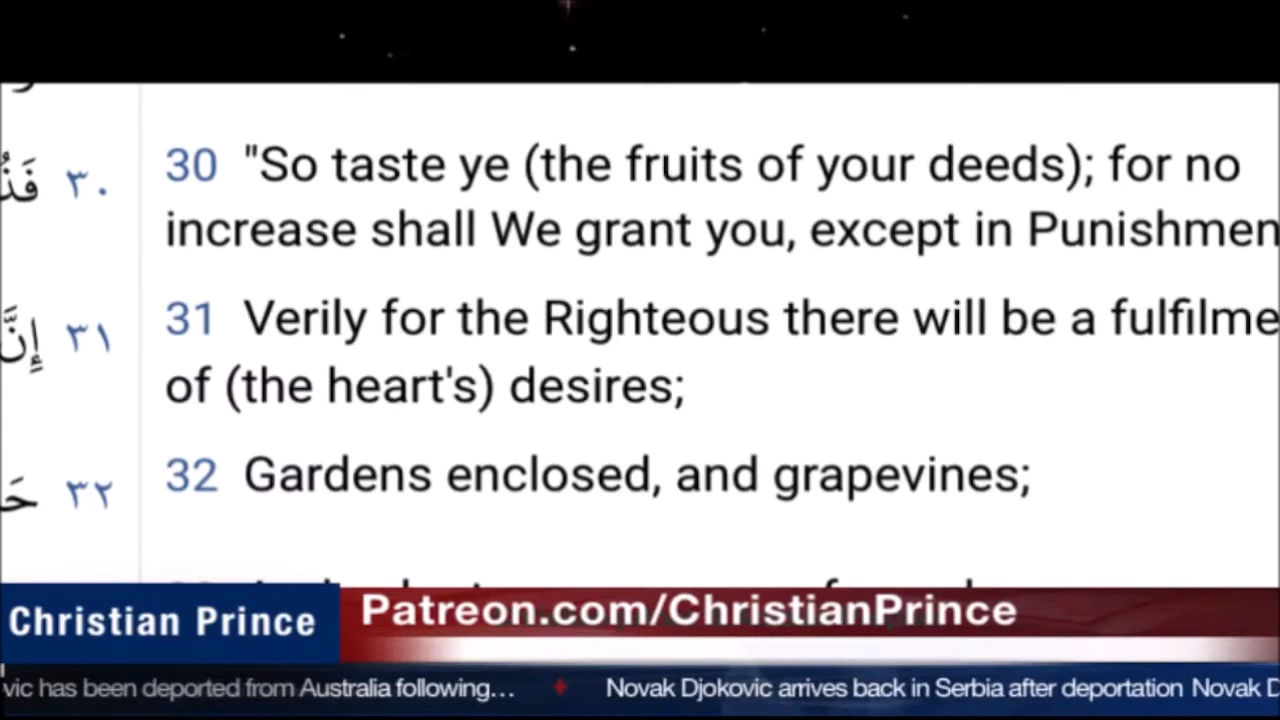 30 "So taste ye (the fruits of your deeds); for no
increase shall We grant you, except in Punishmen
٣٠
31 Verily for the Righteous there will be a fulfilme
of (the heart's) desires;
إِنَّ ٣١
32 Gardens enclosed, and grapevines;
٣٢
Christian Prince
Patreon.com/ChristianPrince
vic has been deported from Australia following... Novak Djokovic arrives back in Serbia after deportation Novak D